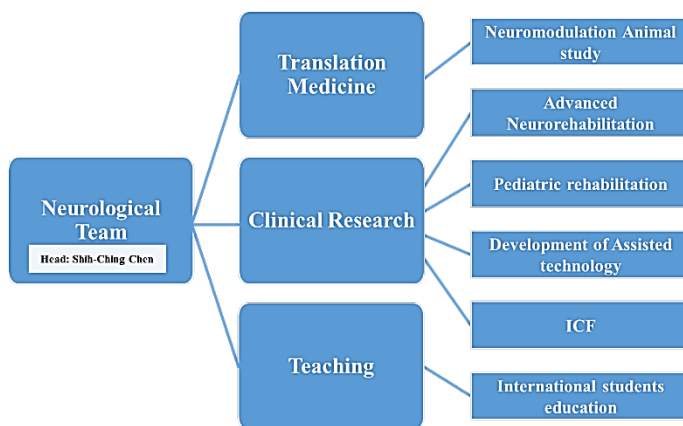 Neurological
Team
Head: Shih-Ching Chen
Translation
Medicine
Clinical Research
Teaching
Neuromodulation Animal
study
Advanced
Neurorehabilitation
Pediatric rehabilitation
Development of Assisted
technology
ICF
International students
education